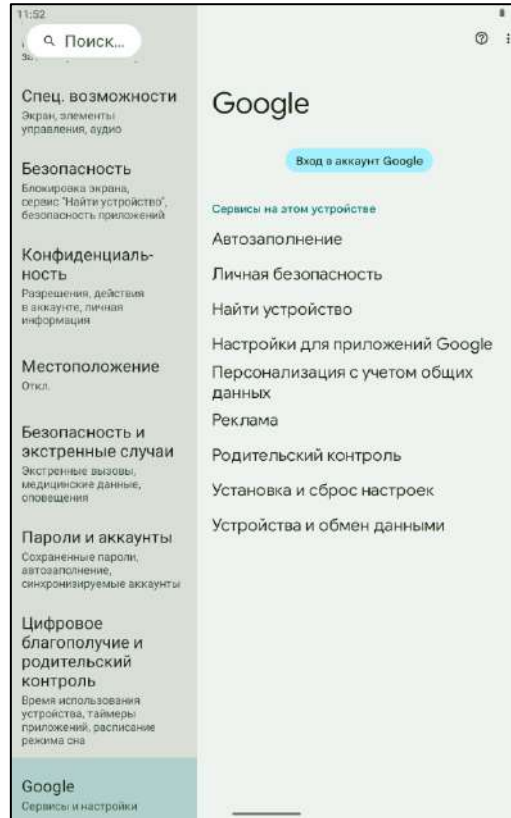 11:52
Поиск...
Спец. возможности
Экран, элементы
управления, аудио
Безопасность
Блокировка экрана,
сервис "Найти устройство",
безопасность приложений
Конфиденциаль-
ность
Разрешения, действия
в аккаунте, личная
информация
Местоположение
Откл.
Безопасность и
экстренные случаи
Экстренные вызовы,
медицинские данные,
оповещения
Пароли и аккаунты
Сохраненные пароли,
автозаполнение,
синхронизируемые аккаунты
Цифровое
благополучие и
родительский
контроль
Время использования
устройства, таймеры
приложений, расписание
режима сна
Google
Сервисы и настройки
Google
Вход в аккаунт Google
Сервисы на этом устройстве
Автозаполнение
Личная безопасность
Найти устройство
Настройки для приложений Google
Персонализация с учетом общих
данных
Реклама
Родительский контроль
Установка и сброс настроек
Устройства и обмен данными